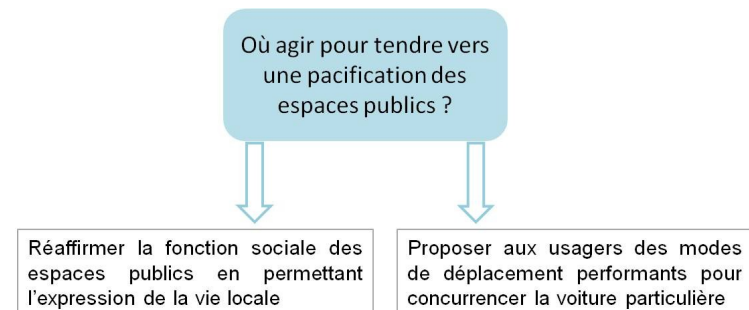 Où agir pour tendre vers
une pacification des
espaces publics ?
Réaffirmer la fonction sociale des
espaces publics en permettant
l'expression de la vie locale
Proposer aux usagers des modes
de déplacement performants pour
concurrencer la voiture particulière